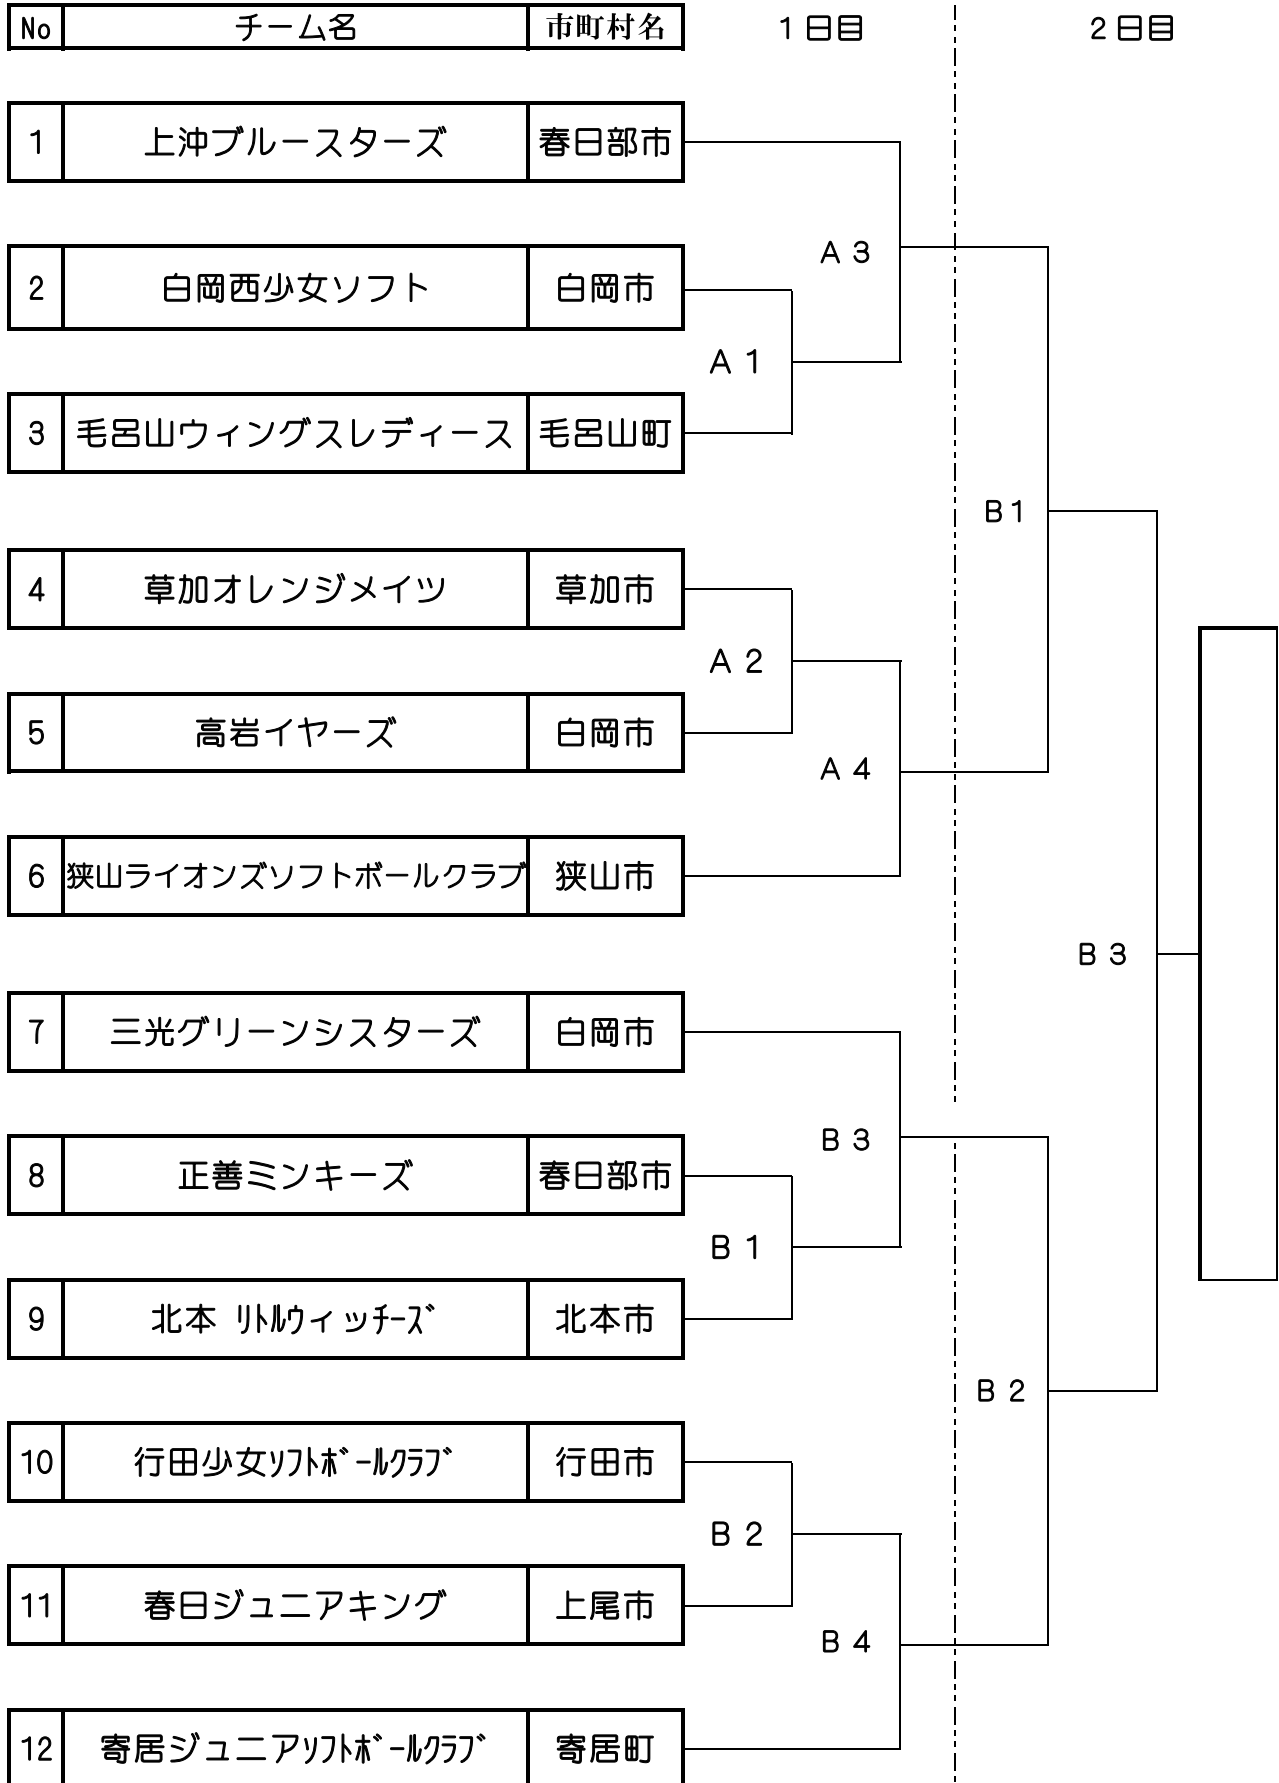 No チーム名 市町村名 1日目 2日目
1 上沖ブルースターズ 春日部市
A 3
2 白岡西少女ソフト 白岡市
A 1
3 毛呂山ウィングスレディース 毛呂山町
B 1
4 草加オレンジメイツ 草加市
A 2
5 高岩イヤーズ 白岡市
A 4
6 狭山ライオンズソフトボールクラブ 狭山市
B 3
7 三光グリーンシスターズ 白岡市
B 3
8 正善ミンキーズ 春日部市
B 1
9 北本 ﾘﾄﾙウィッチｰｽﾞ 北本市
B 2
10 行田少女ｿﾌﾄﾎﾞｰﾙｸﾗﾌﾞ 行田市
B 2
11 春日ジュニアキング 上尾市
B 4
12 寄居ジュニアｿﾌﾄﾎﾞｰﾙｸﾗﾌﾞ 寄居町